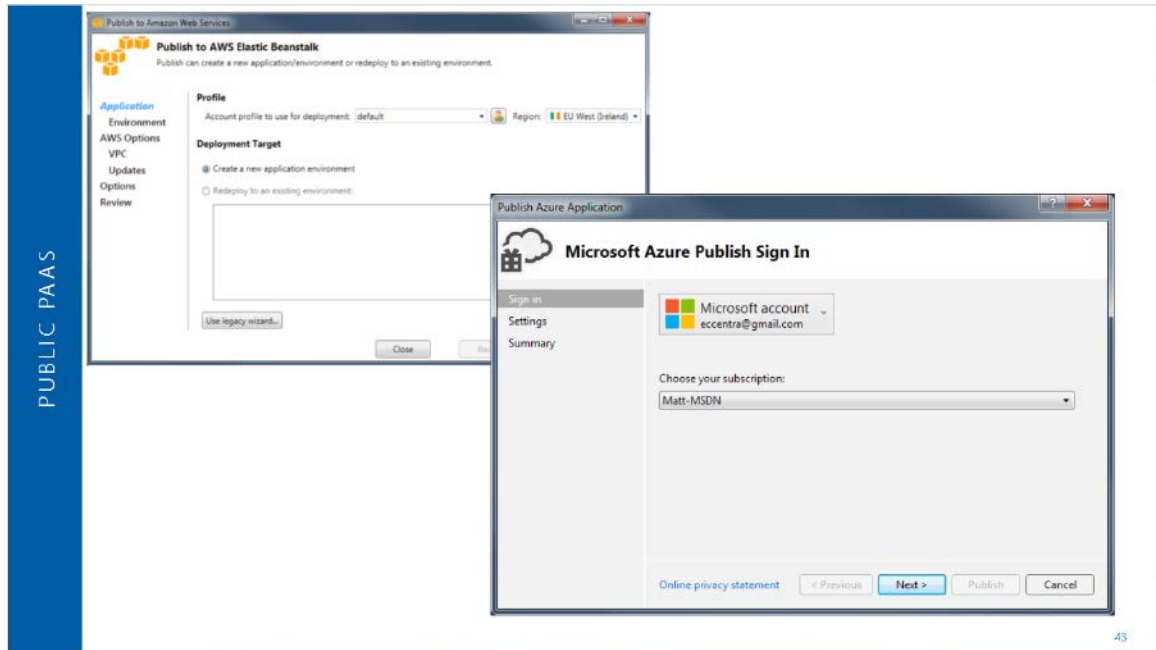 PUBLIC PAAS
Publish to Amazon Web Services
Publish to AWS Elastic Beanstalk
Publish can create a new application/environment or redeploy to an existing environment.
Application
Environment
AWS Options
VPC
Updates
Options
Review
Profile
Account profile to use for deployment: default Region: EU West (Ireland)
Deployment Target
Create a new application environment
Redeploy to an existing environment:
Use legacy wizard...
Close
Publish Azure Application
Microsoft Azure Publish Sign In
Sign in
Settings
Summary
Microsoft account
eccentra@gmail.com
Choose your subscription:
Matt-MSDN
Online privacy statement < Previous Next > Publish Cancel
43